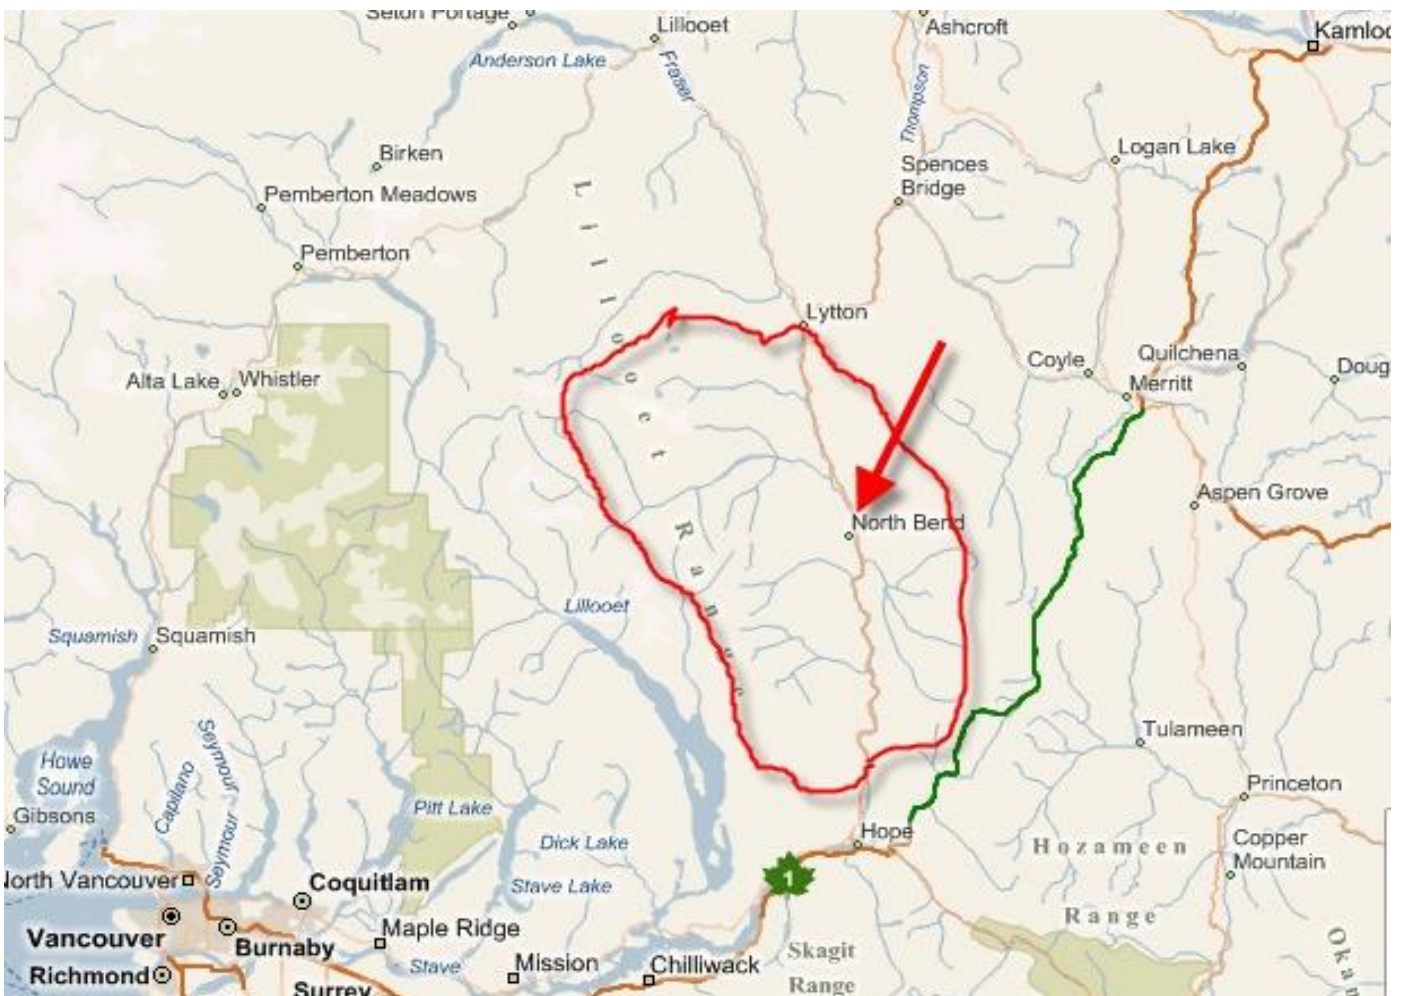 Seton Portage
Lillooet
Ashcroft
Anderson Lake
Fraser
Thompson
Birken
Logan Lake
Spences
Bridge
Pemberton Meadows
Lillooet Range
Pemberton
Lytton
Coyle
Quilchena
Merritt
Doug
Alta Lake
Whistler
Aspen Grove
North Bend
Lillooet
Squamish
Squamish
Tulameen
Howe
Sound
Gibsons
Capilano
Seymour
Seymour
Pitt Lake
Princeton
Dick Lake
Hope
Hozameen
Range
Copper
Mountain
North Vancouver
Coquitlam
Stave Lake
1
Vancouver
Burnaby
Maple Ridge
Richmond
Stave
Mission
Chilliwack
Skagit
Range
Surrey
Okan